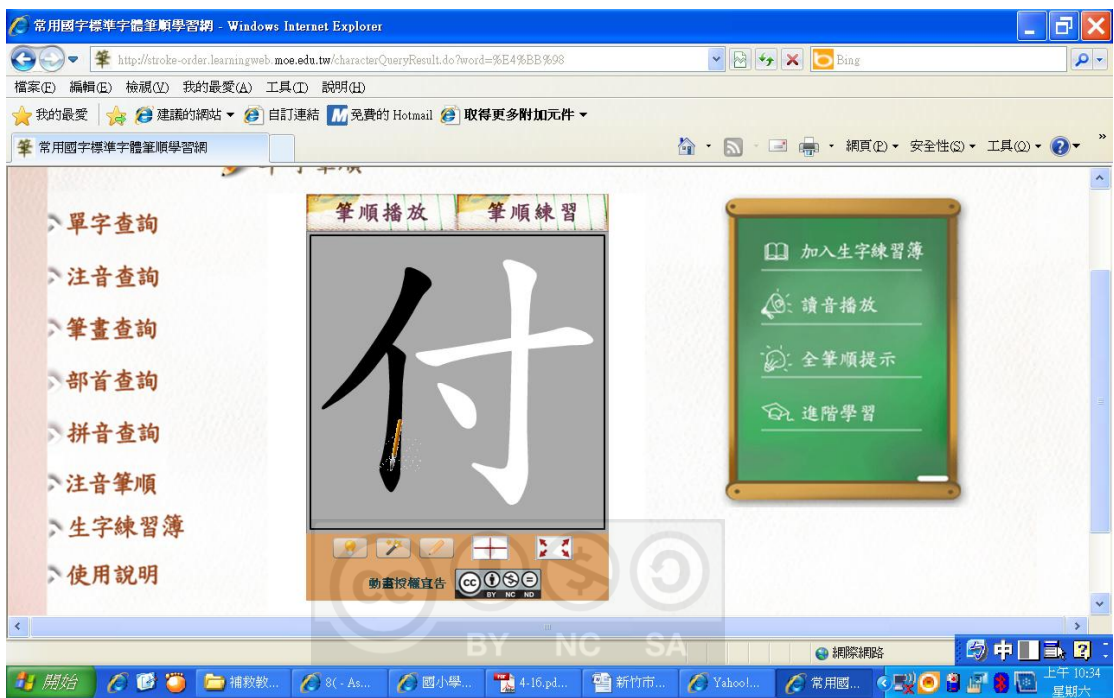 常用國字標準字體筆順學習網 - Windows Internet Explorer
http://stroke-order.learningweb.moe.edu.tw/characterQueryResult.do?word=%E4%BB%98
Bing
檔案(F) 編輯(E) 檢視(V) 我的最愛(A) 工具(T) 說明(H)
我的最愛 建議的網站 自訂連結 免費的 Hotmail 取得更多附加元件
筆 常用國字標準字體筆順學習網
網頁(P) 安全性(S) 工具(O)
筆順播放 筆順練習
單字查詢
注音查詢
筆畫查詢
部首查詢
拼音查詢
注音筆順
生字練習簿
使用說明
付
加入生字練習簿
讀音播放
全筆順提示
進階學習
動畫授權宣告 cc BY NC ND
cc BY NC SA
網際網路
中
開始 補救教... 8( - As... 國小學... 4-16.pd... 新竹市... Yahoo!... 常用國... 上午 10:34
星期六